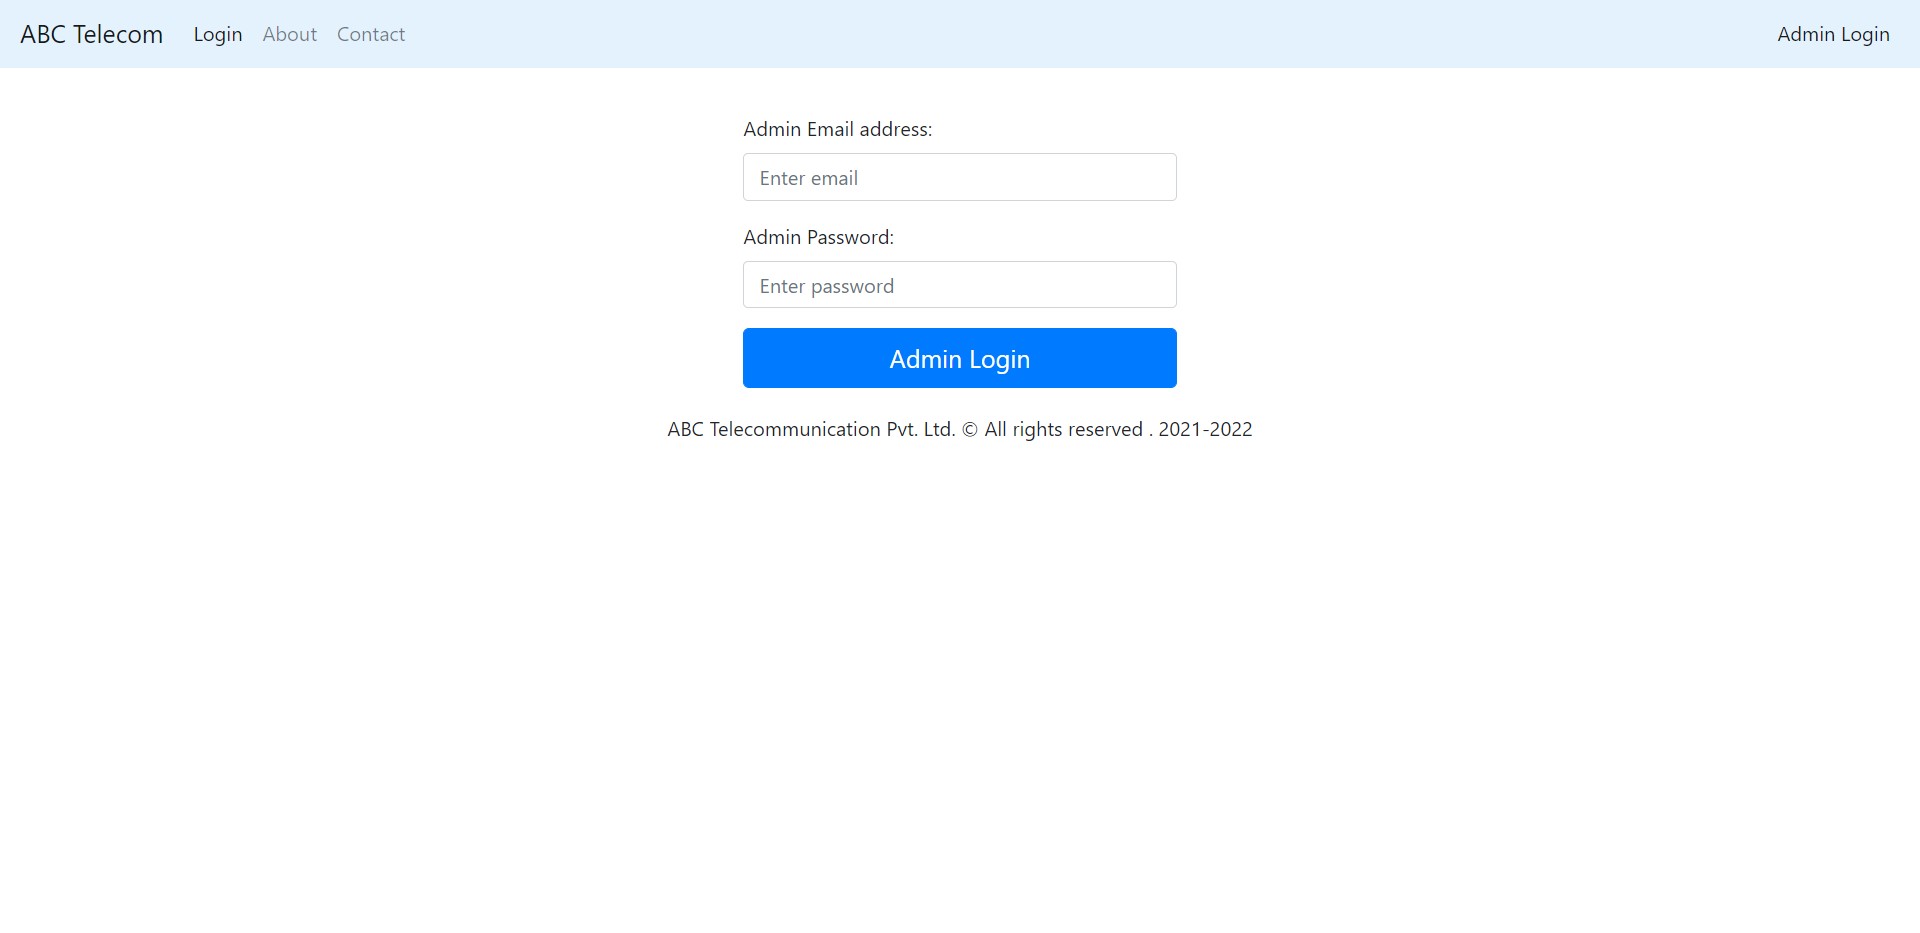 ABC Telecom Login About Contact Admin Login
Admin Email address:
Enter email
Admin Password:
Enter password
Admin Login
ABC Telecommunication Pvt. Ltd. © All rights reserved . 2021-2022